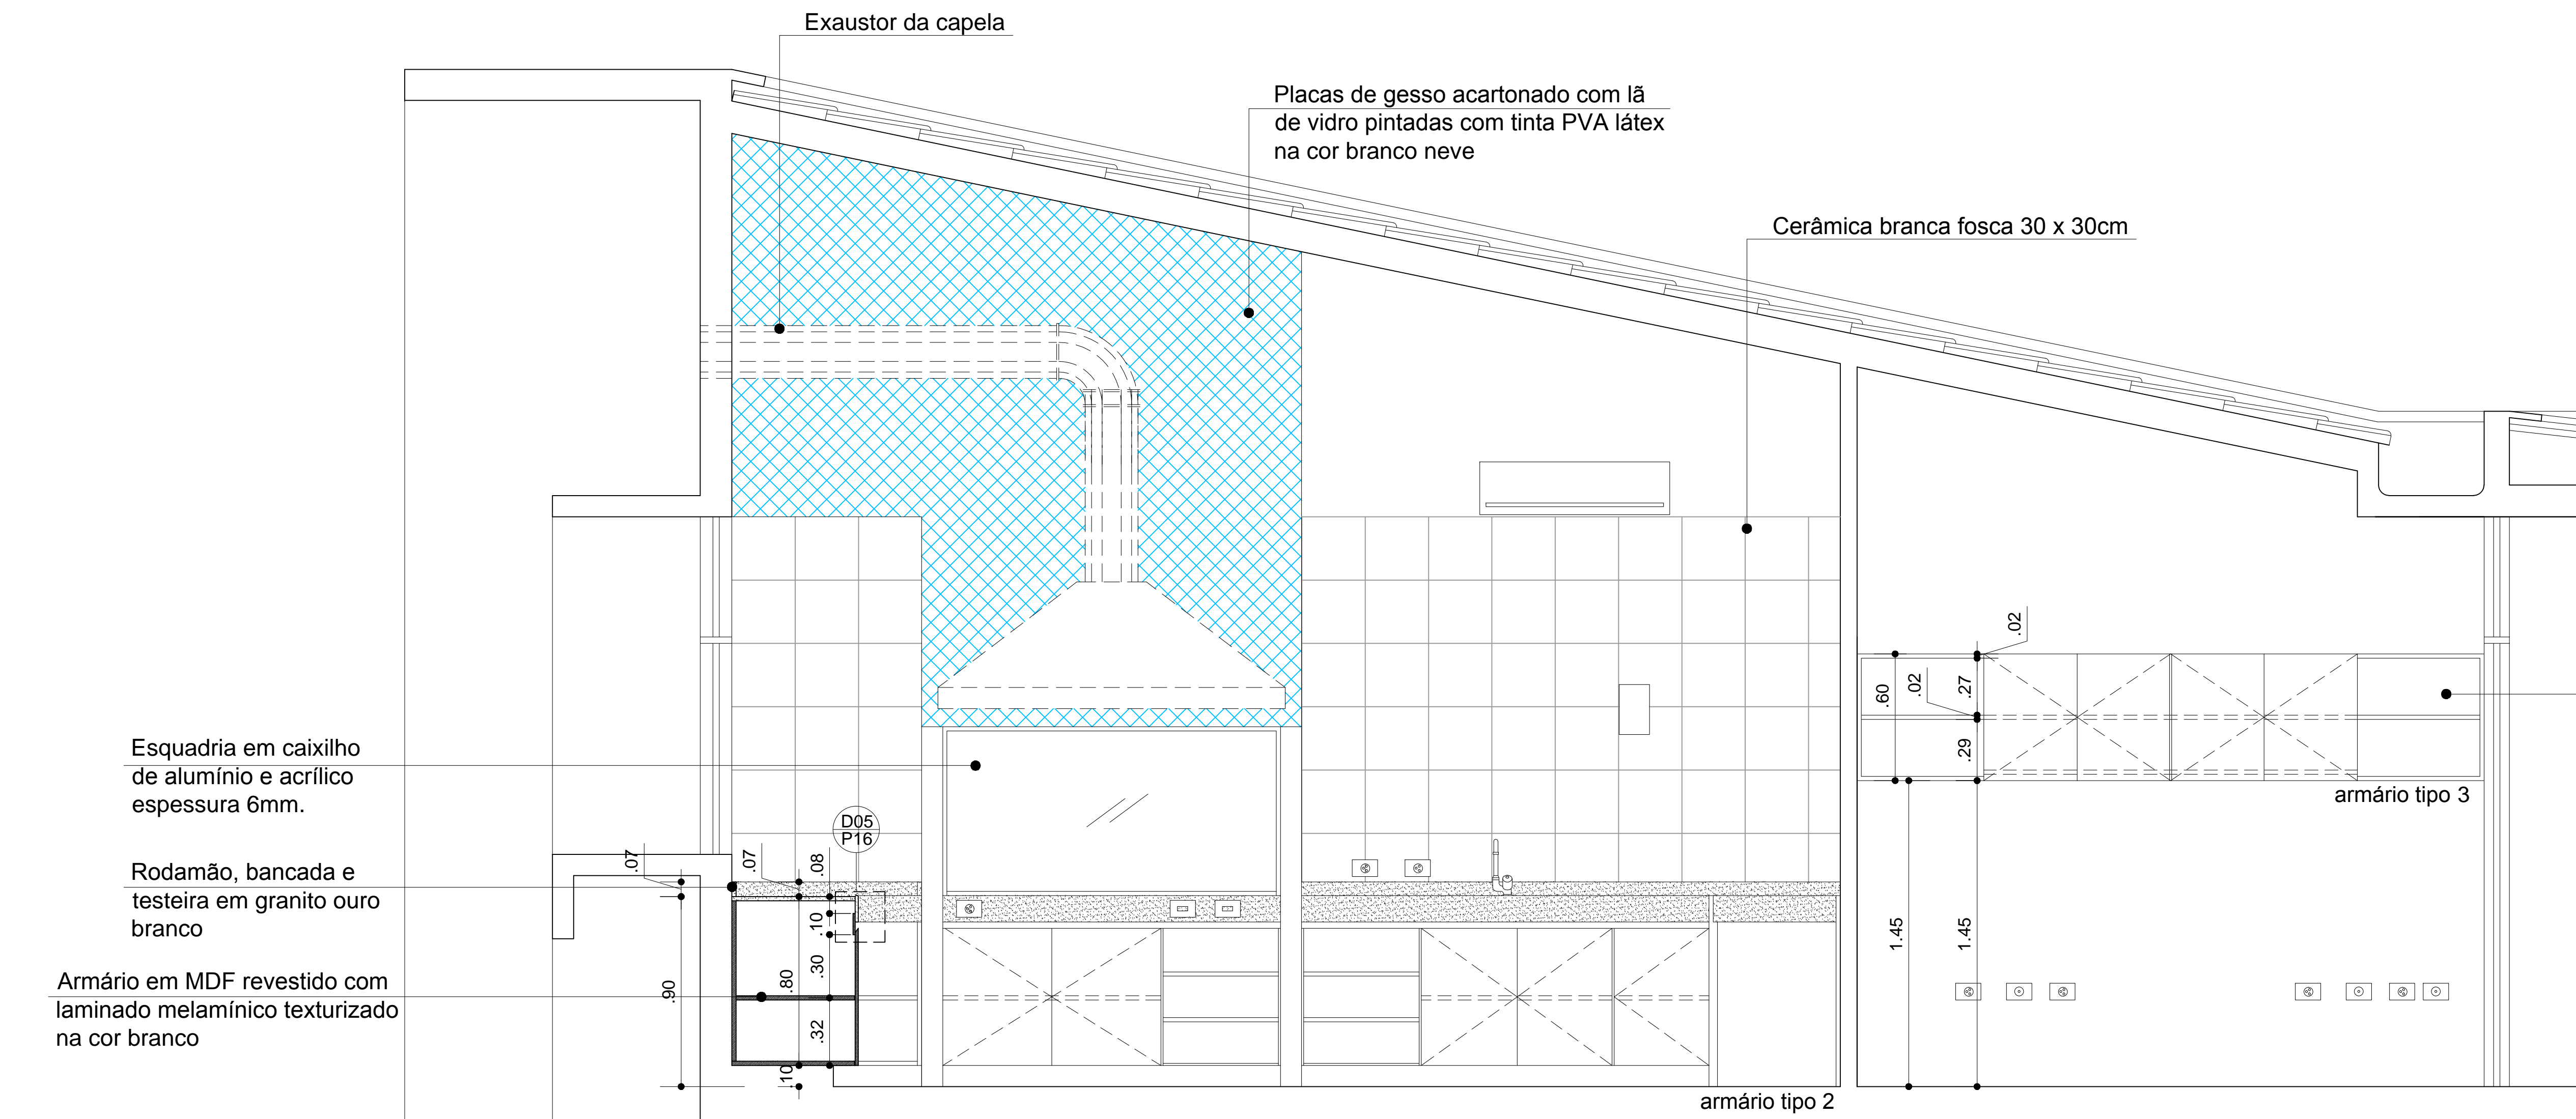 Exaustor da capela
Placas de gesso acartonado com lã
de vidro pintadas com tinta PVA látex
na cor branco neve
Cerâmica branca fosca 30 x 30cm
.02
.60
.02
.27
.29
armário tipo 3
1.45
1.45
Esquadria em caixilho
de alumínio e acrílico
espessura 6mm.
D05
P16
.07
.07
.08
Rodamão, bancada e
testeira em granito ouro
branco
.10
.90
.80
.30
.32
.10
Armário em MDF revestido com
laminado melamínico texturizado
na cor branco
armário tipo 2